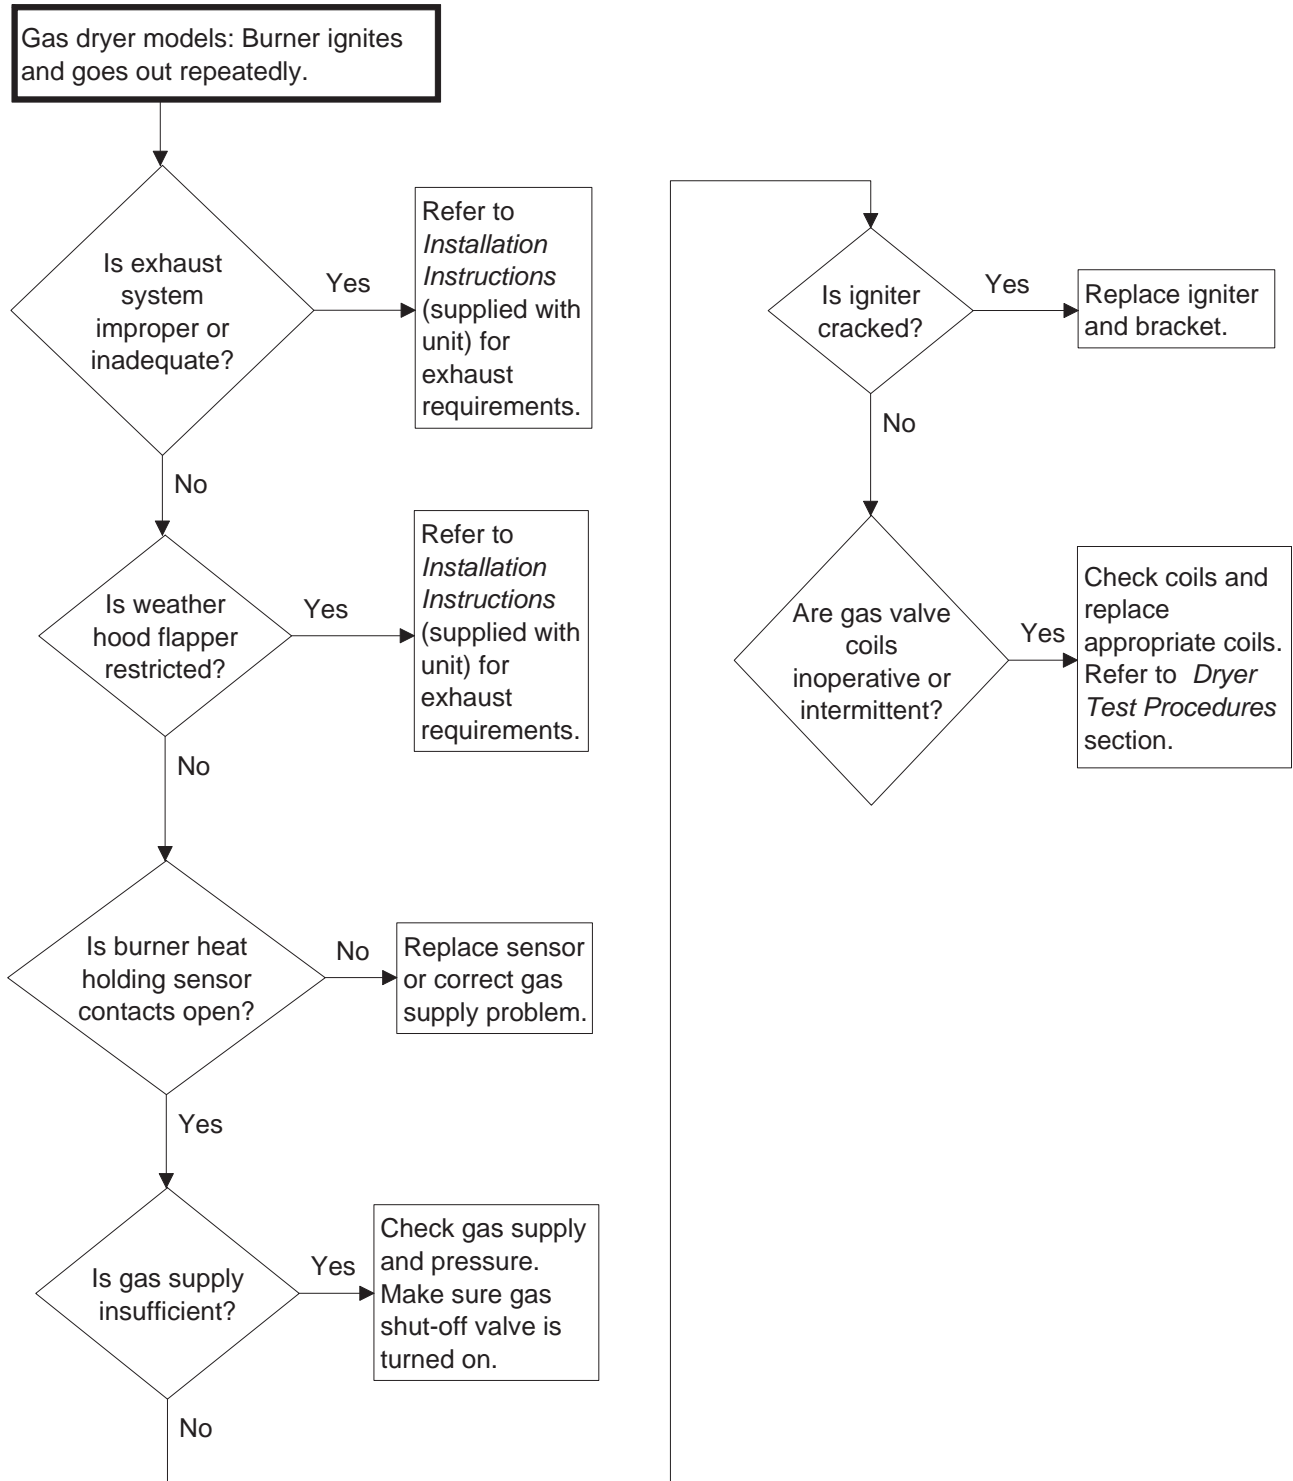 Gas dryer models: Burner ignites
and goes out repeatedly.
Is exhaust
system
improper or
inadequate?
Yes
Refer to
Installation
Instructions
(supplied with
unit) for
exhaust
requirements.
No
Is weather
hood flapper
restricted?
Yes
Refer to
Installation
Instructions
(supplied with
unit) for
exhaust
requirements.
No
Is burner heat
holding sensor
contacts open?
No
Replace sensor
or correct gas
supply problem.
Yes
Is gas supply
insufficient?
Yes
Check gas supply
and pressure.
Make sure gas
shut-off valve is
turned on.
No
Is igniter
cracked?
Yes
Replace igniter
and bracket.
No
Are gas valve
coils
inoperative or
intermittent?
Yes
Check coils and
replace
appropriate coils.
Refer to Dryer
Test Procedures
section.